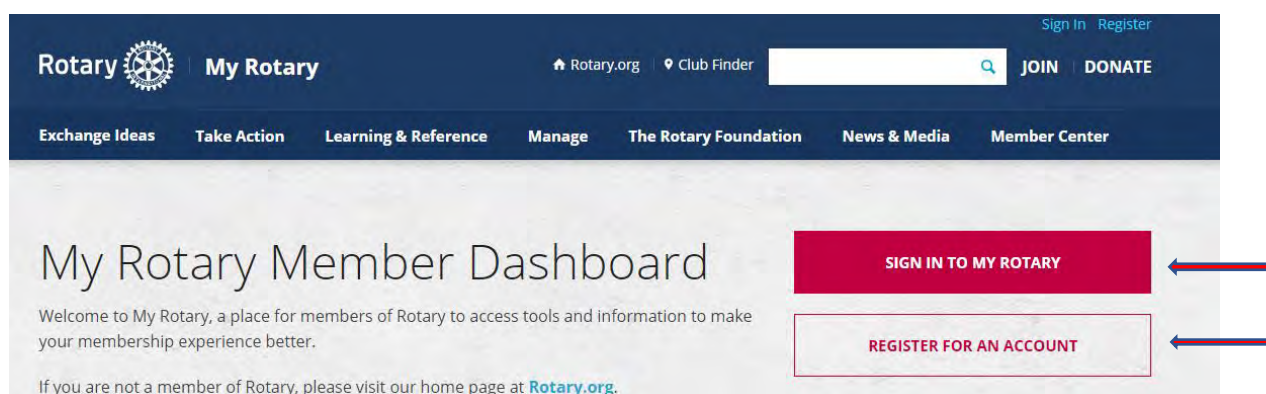 Sign In Register
Rotary My Rotary Rotary.org Club Finder JOIN DONATE
Exchange Ideas Take Action Learning & Reference Manage The Rotary Foundation News & Media Member Center
My Rotary Member Dashboard
Welcome to My Rotary, a place for members of Rotary to access tools and information to make
your membership experience better.
If you are not a member of Rotary, please visit our home page at Rotary.org.
SIGN IN TO MY ROTARY
REGISTER FOR AN ACCOUNT